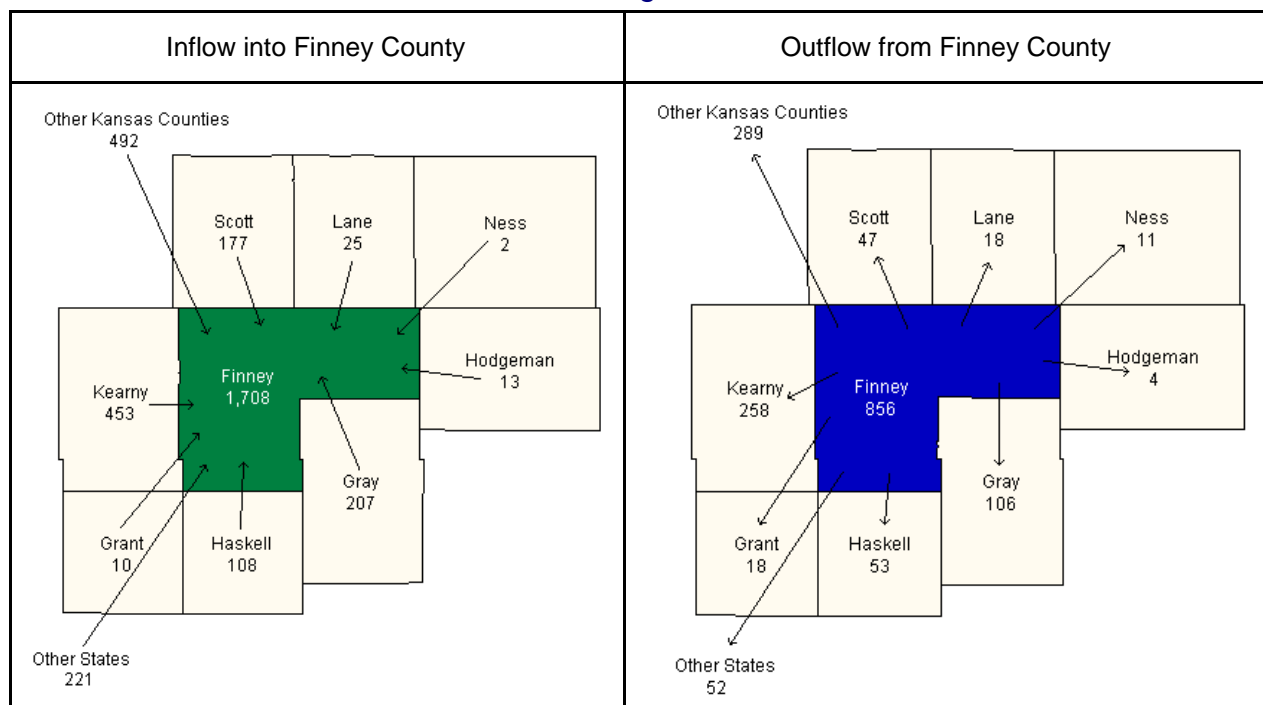 Inflow into Finney County
Outflow from Finney County
Other Kansas Counties
492
Scott
177
Lane
25
Ness
2
Finney
1,708
Hodgeman
13
Kearny
453
Gray
207
Grant
10
Haskell
108
Other States
221
Other Kansas Counties
289
Scott
47
Lane
18
Ness
11
Hodgeman
4
Kearny
258
Finney
856
Gray
106
Grant
18
Haskell
53
Other States
52